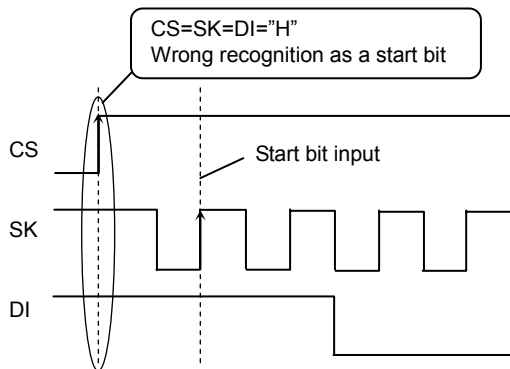 CS=SK=DI=”H”
Wrong recognition as a start bit
CS
Start bit input
SK
DI